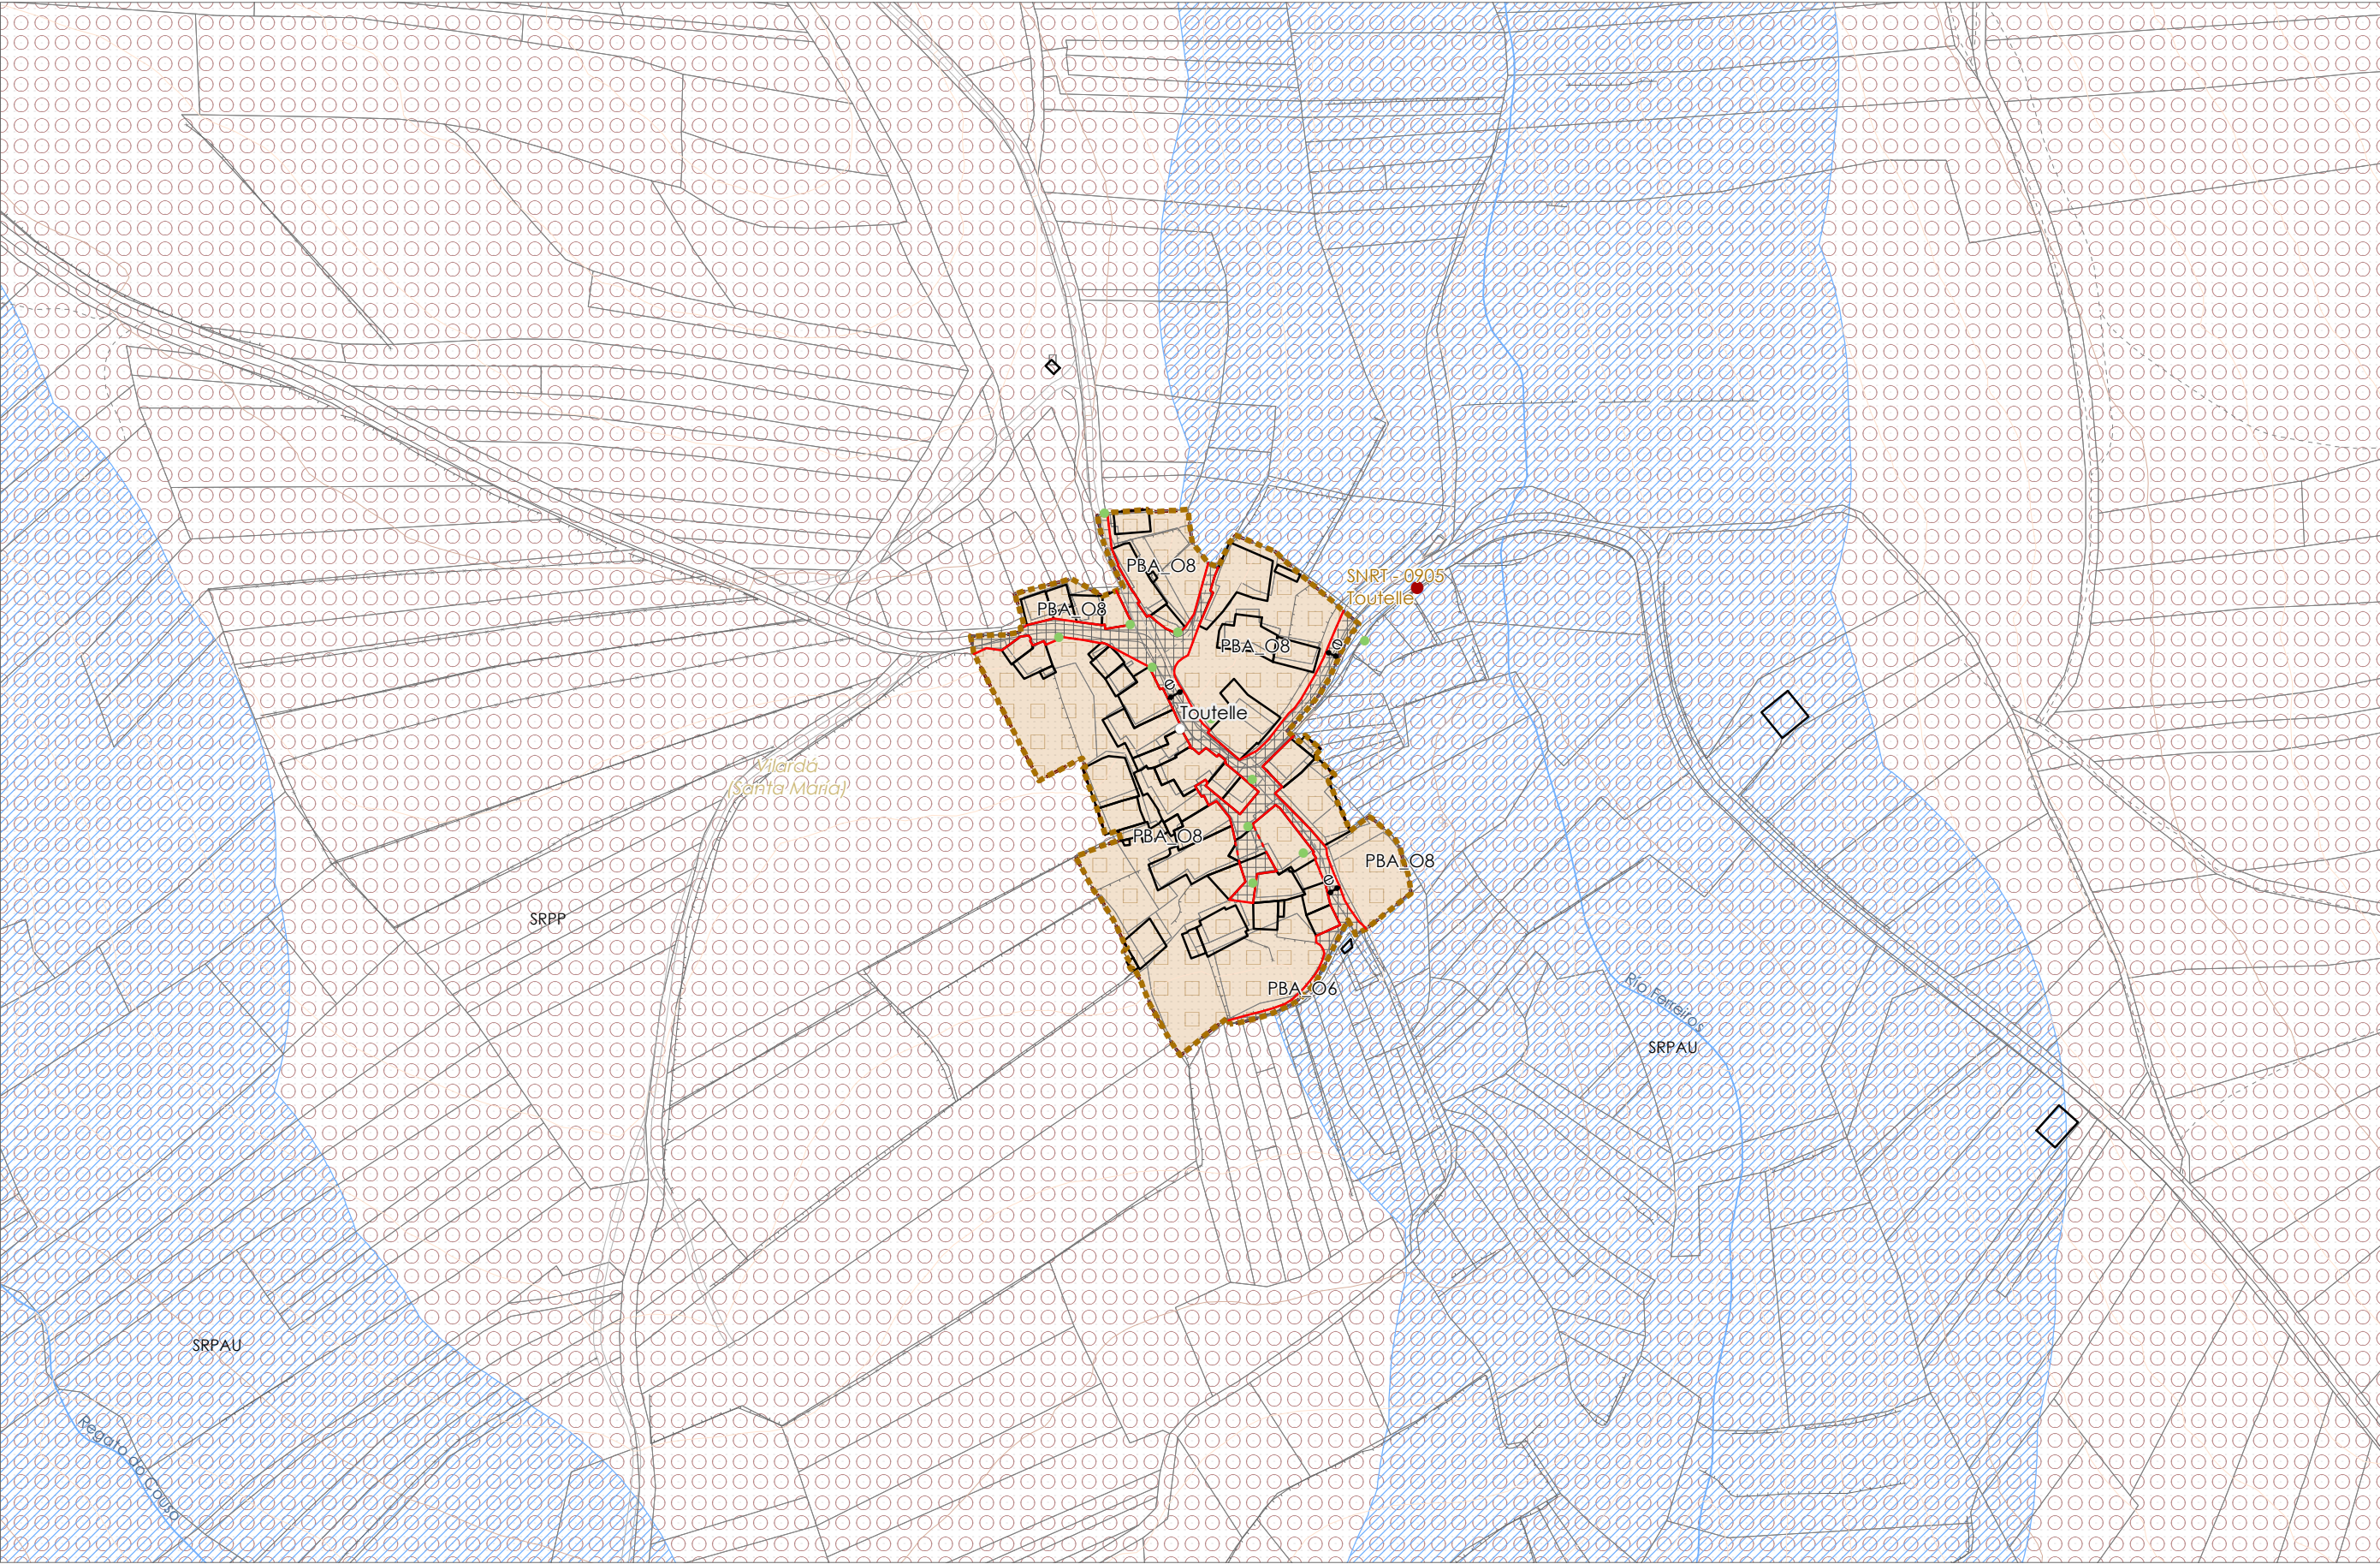 PBA_O8
SNRT - 0905
Toutelle
PBA_O8
PBA_O8
e
e
Toutelle
Vilardá
(Santa María)
PBA_O8
PBA_O8
e
SRPP
PBA_O6
Río Ferreiros
SRPAU
SRPAU
Regato do Couso